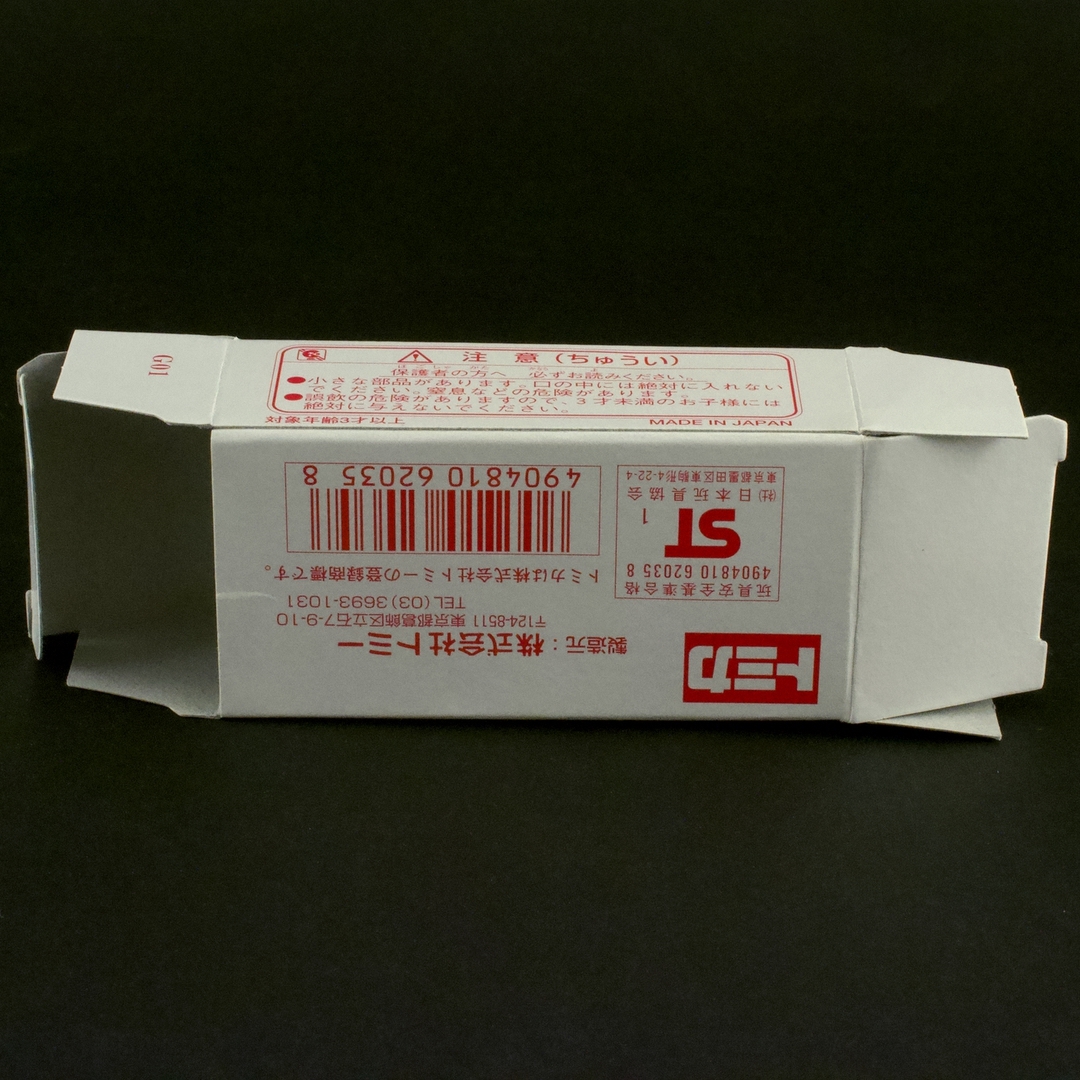 G01
注 意 (ちゅうい)
保護者の方へ 必ずお読みください。
●小さな部品があります。口の中には絶対に入れない
でください。窒息などの危険があります。
●誤飲の危険がありますので、3才未満のお子様には
絶対に与えないでください。
対象年齢3才以上
MADE IN JAPAN
トミカ
製造元:株式会社トミー
〒124-8511 東京都葛飾区立石7-9-10
TEL (03) 3693-1031
トミカは株式会社トミーの登録商標です。
4904810 62035 8
玩具安全基準合格
4904810 62035 8
ST
1
㈳日本玩具協会
東京都墨田区東駒形4-22-4